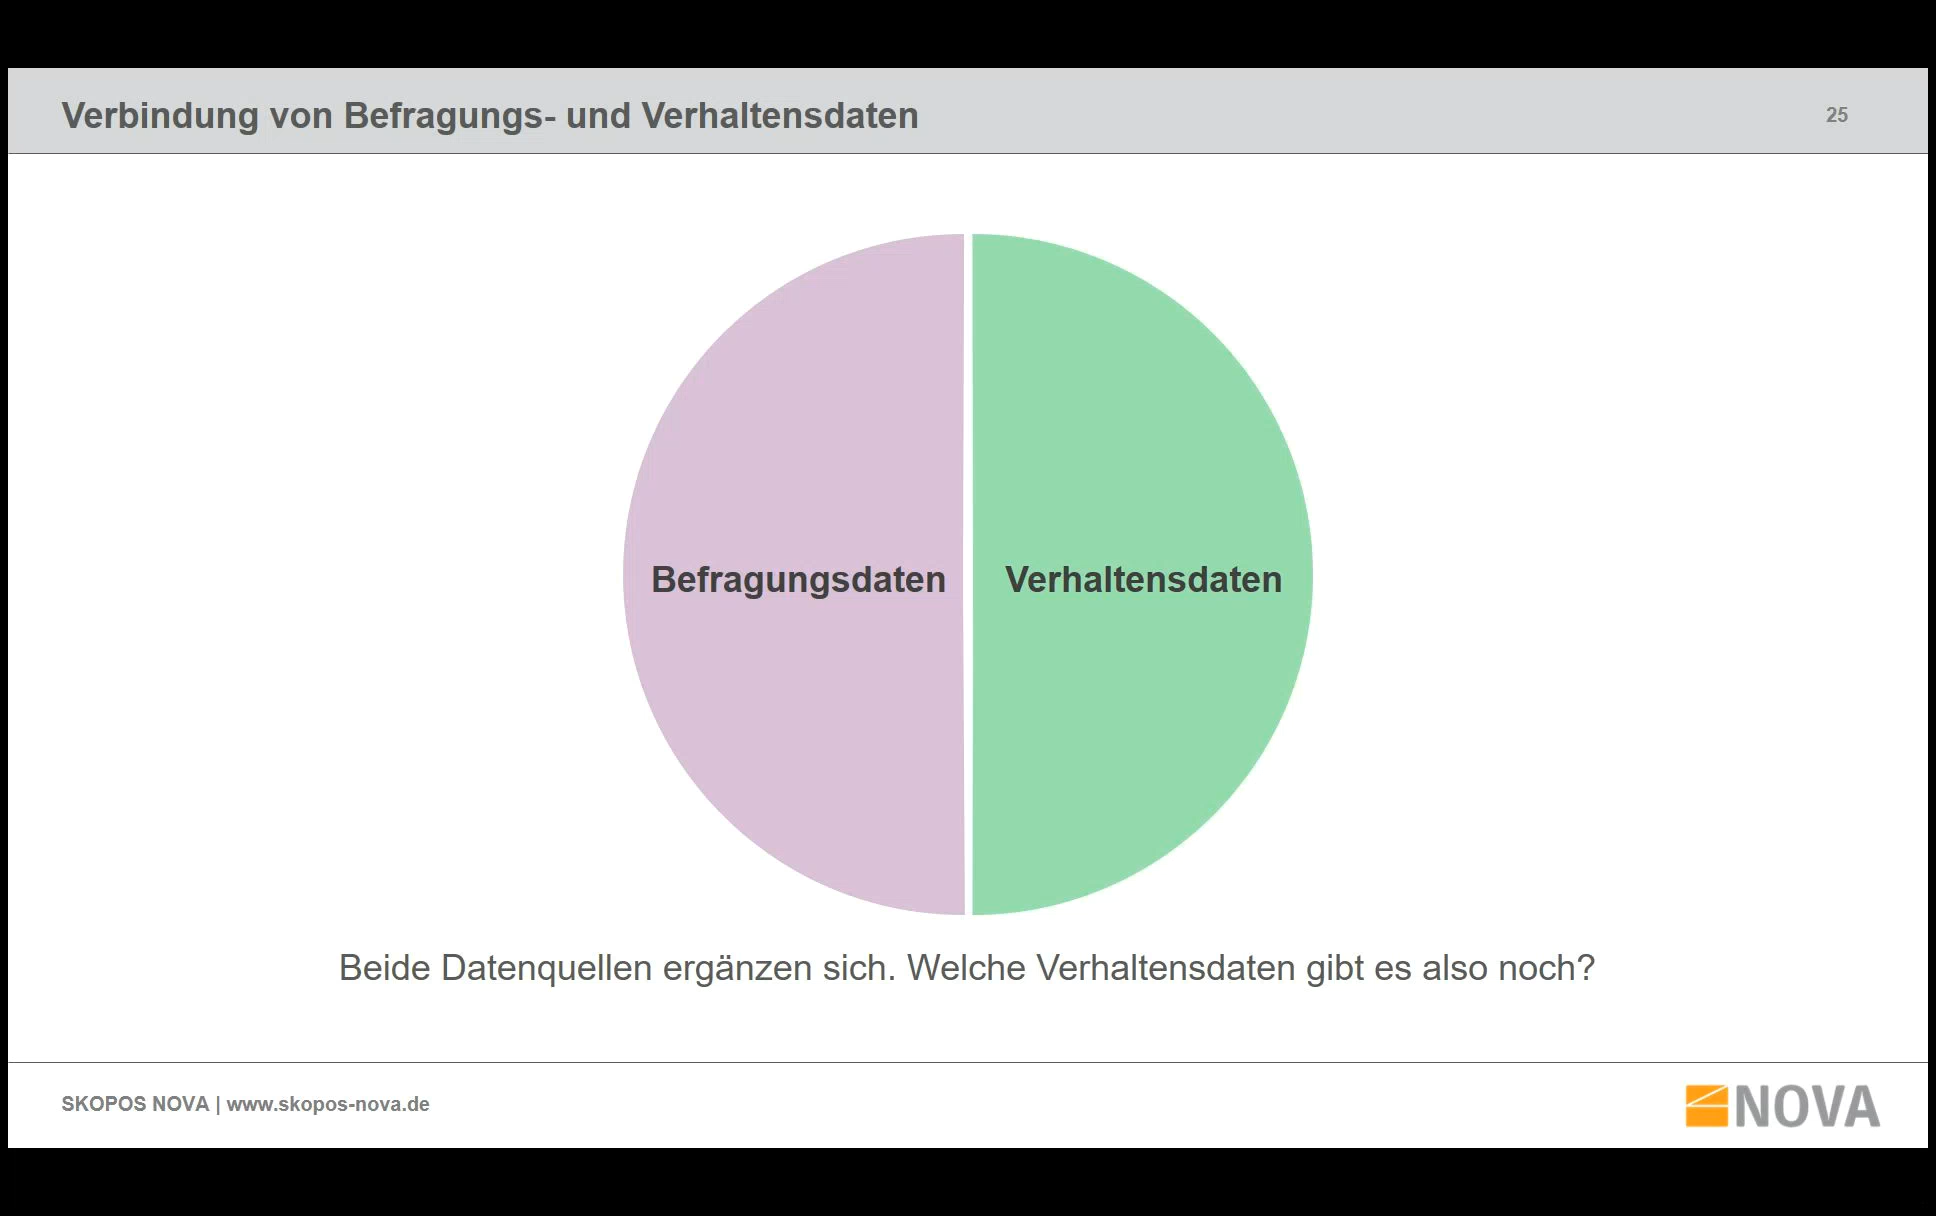 Verbindung von Befragungs- und Verhaltensdaten
25
Befragungsdaten
Verhaltensdaten
Beide Datenquellen ergänzen sich. Welche Verhaltensdaten gibt es also noch?
SKOPOS NOVA | www.skopos-nova.de
NOVA